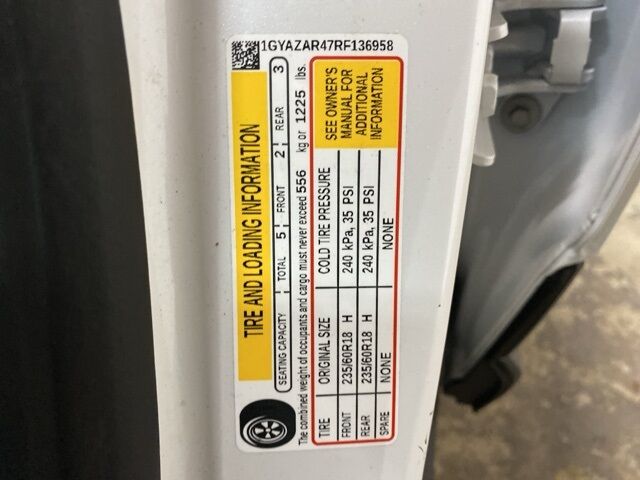 1GYAZAR47RF136958
TIRE AND LOADING INFORMATION
SEATING CAPACITY TOTAL 5 FRONT 2 REAR 3
The combined weight of occupants and cargo must never exceed 556 kg or 1225 lbs.
TIRE ORIGINAL SIZE COLD TIRE PRESSURE
FRONT 235/60R18 H 240 kPa, 35 PSI
REAR 235/60R18 H 240 kPa, 35 PSI
SPARE NONE NONE
SEE OWNER'S
MANUAL FOR
ADDITIONAL
INFORMATION